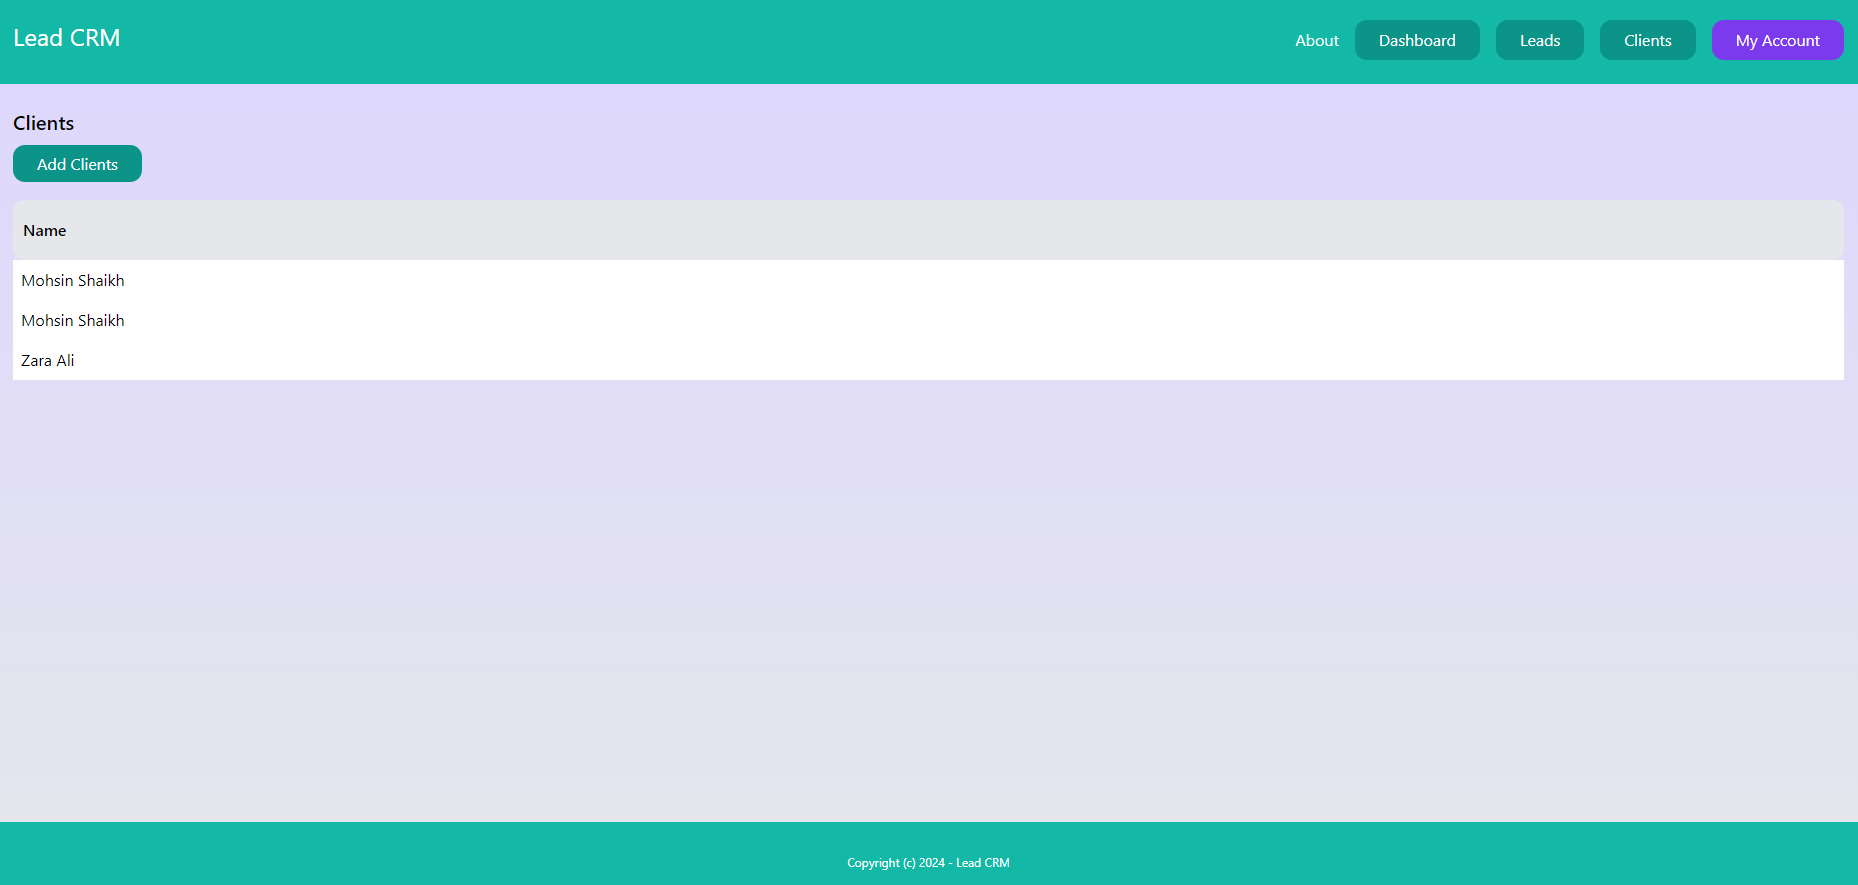 Lead CRM
About Dashboard Leads Clients My Account
Clients
Add Clients
Name
Mohsin Shaikh
Mohsin Shaikh
Zara Ali
Copyright (c) 2024 - Lead CRM